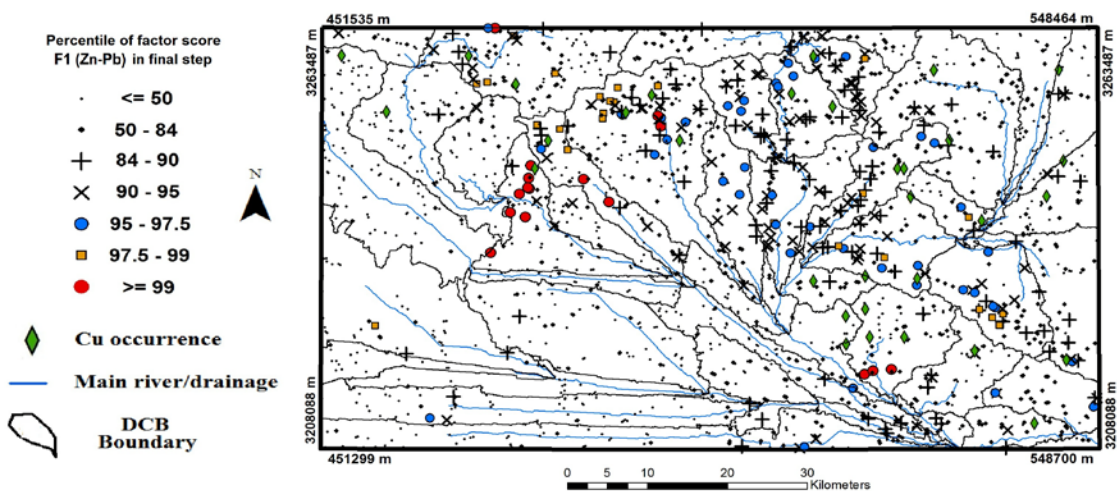 Percentile of factor score
F1 (Zn-Pb) in final step
<= 50
50 - 84
84 - 90
90 - 95
95 - 97.5
97.5 - 99
>= 99
Cu occurrence
Main river/drainage
DCB
Boundary
N
451535 m
548464 m
3263487 m
3263487 m
3208088 m
3208088 m
451299 m
548700 m
0 5 10 20 30
Kilometers